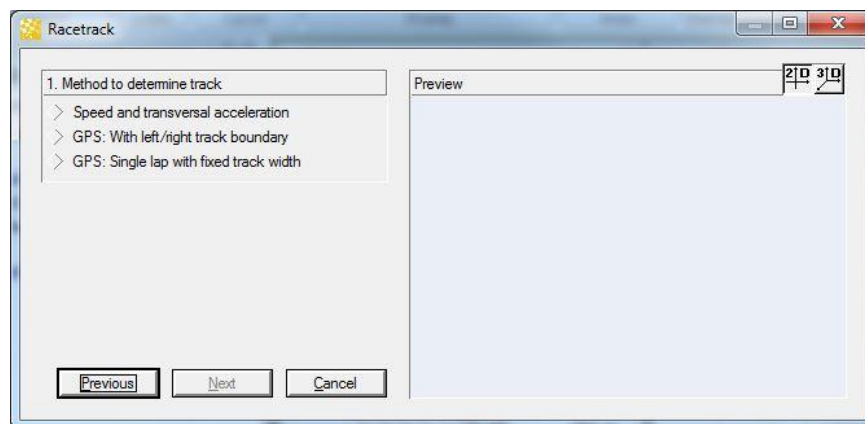 Racetrack
1. Method to determine track
Speed and transversal acceleration
GPS: With left/right track boundary
GPS: Single lap with fixed track width
Preview
2D 3D
Previous Next Cancel